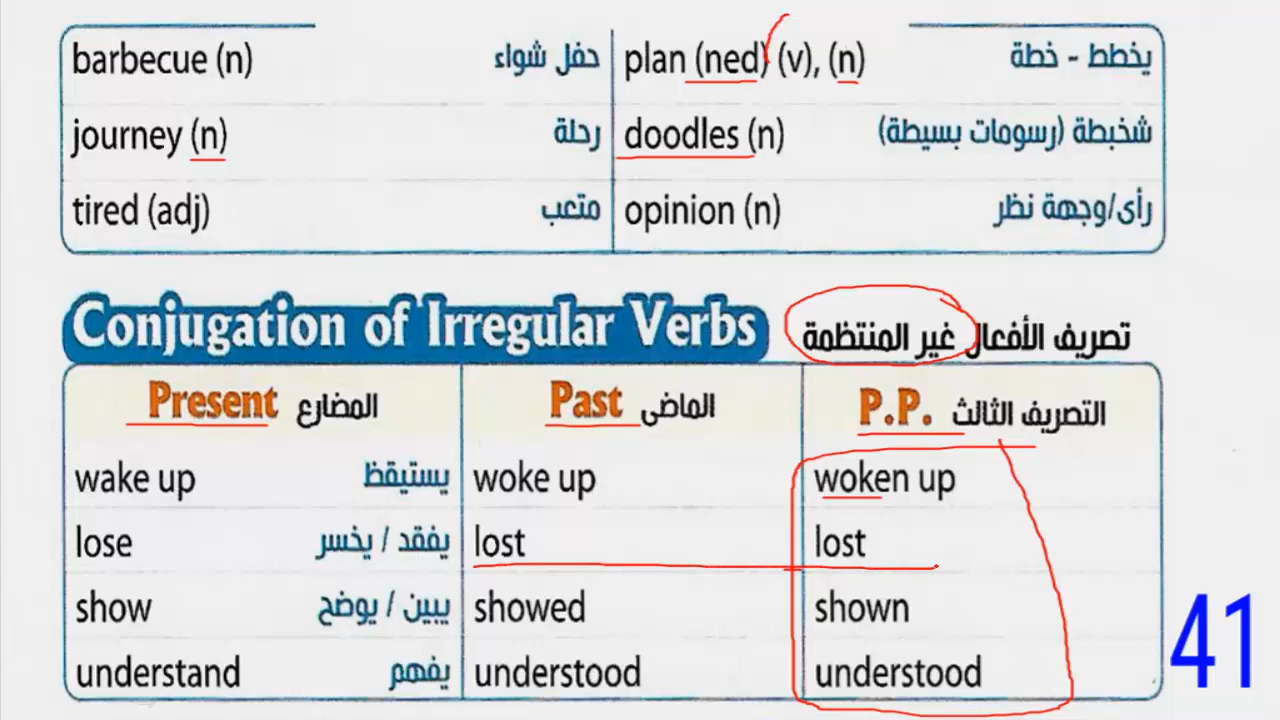 barbecue (n) حفل شواء plan (ned) (v), (n) يخطط - خطة
journey (n) رحلة doodles (n) شخبطة (رسومات بسيطة)
tired (adj) متعب opinion (n) رأى/وجهة نظر
Conjugation of Irregular Verbs تصريف الأفعال غير المنتظمة
Present المضارع Past الماضى P.P. التصريف الثالث
wake up يستيقظ woke up woken up
lose يفقد / يخسر lost lost
show يبين / يوضح showed shown
understand يفهم understood understood
41